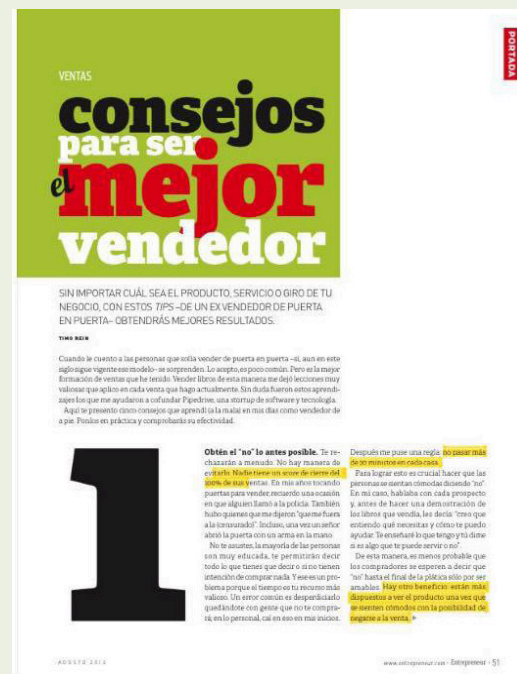 PORTADA
VENTAS
consejos
para ser
el mejor
vendedor
SIN IMPORTAR CUÁL SEA EL PRODUCTO, SERVICIO O GIRO DE TU
NEGOCIO, CON ESTOS TIPS –DE UN EX VENDEDOR DE PUERTA
EN PUERTA– OBTENDRÁS MEJORES RESULTADOS.
TIMO REIN
Cuando le cuento a las personas que solía vender de puerta en puerta –sí, aun en este
siglo sigue vigente ese modelo– se sorprenden. Lo acepto, es poco común. Pero es la mejor
formación de ventas que he tenido. Vender libros de esta manera me dejó lecciones muy
valiosas que aplico en cada venta que hago actualmente. Sin duda fueron estos aprendi-
zajes los que me ayudaron a cofundar Pipedrive, una startup de software y tecnología.
Aquí te presento cinco consejos que aprendí (a la mala) en mis días como vendedor de
a pie. Ponlos en práctica y comprobarás su efectividad.
1
Obtén el "no" lo antes posible. Te re-
chazarán a menudo. No hay manera de
evitarlo. Nadie tiene un score de cierre del
100% de sus ventas. En mis años tocando
puertas para vender, recuerdo una ocasión
en que alguien llamó a la policía. También
hubo quienes que me dijeron "que me fuera
a la (censurado)". Incluso, una vez un señor
abrió la puerta con un arma en la mano.
No te asustes, la mayoría de las personas
son muy educada, te permitirás decir
todo lo que tienes que decir o si no tienen
intención de comprar nada. Y ese es un pro-
blema porque el tiempo es tu recurso más
valioso. Un error común es desperdiciarlo
quedándote con gente que no te compra-
rá; en lo personal, caí en eso en mis inicios.
Después me puse una regla: no pasar más
de 20 minutos en cada casa.
Para lograr esto es crucial hacer que las
personas se sientan cómodas diciendo "no".
En mi caso, hablaba con cada prospecto
y, antes de hacer una demostración de
los libros que vendía, les decía: "creo que
entiendo qué necesitas y cómo te puedo
ayudar. Te enseñaré lo que tengo y tú dime
si es algo que te puede servir o no".
De esta manera, es menos probable que
los compradores se esperen a decir que
"no" hasta el final de la plática sólo por ser
amables. Hay otro beneficio: están más
dispuestos a ver el producto una vez que
se sienten cómodos con la posibilidad de
negarse a la venta.
AGOSTO 2015
www.entrepreneur.com - Entrepreneur - 51